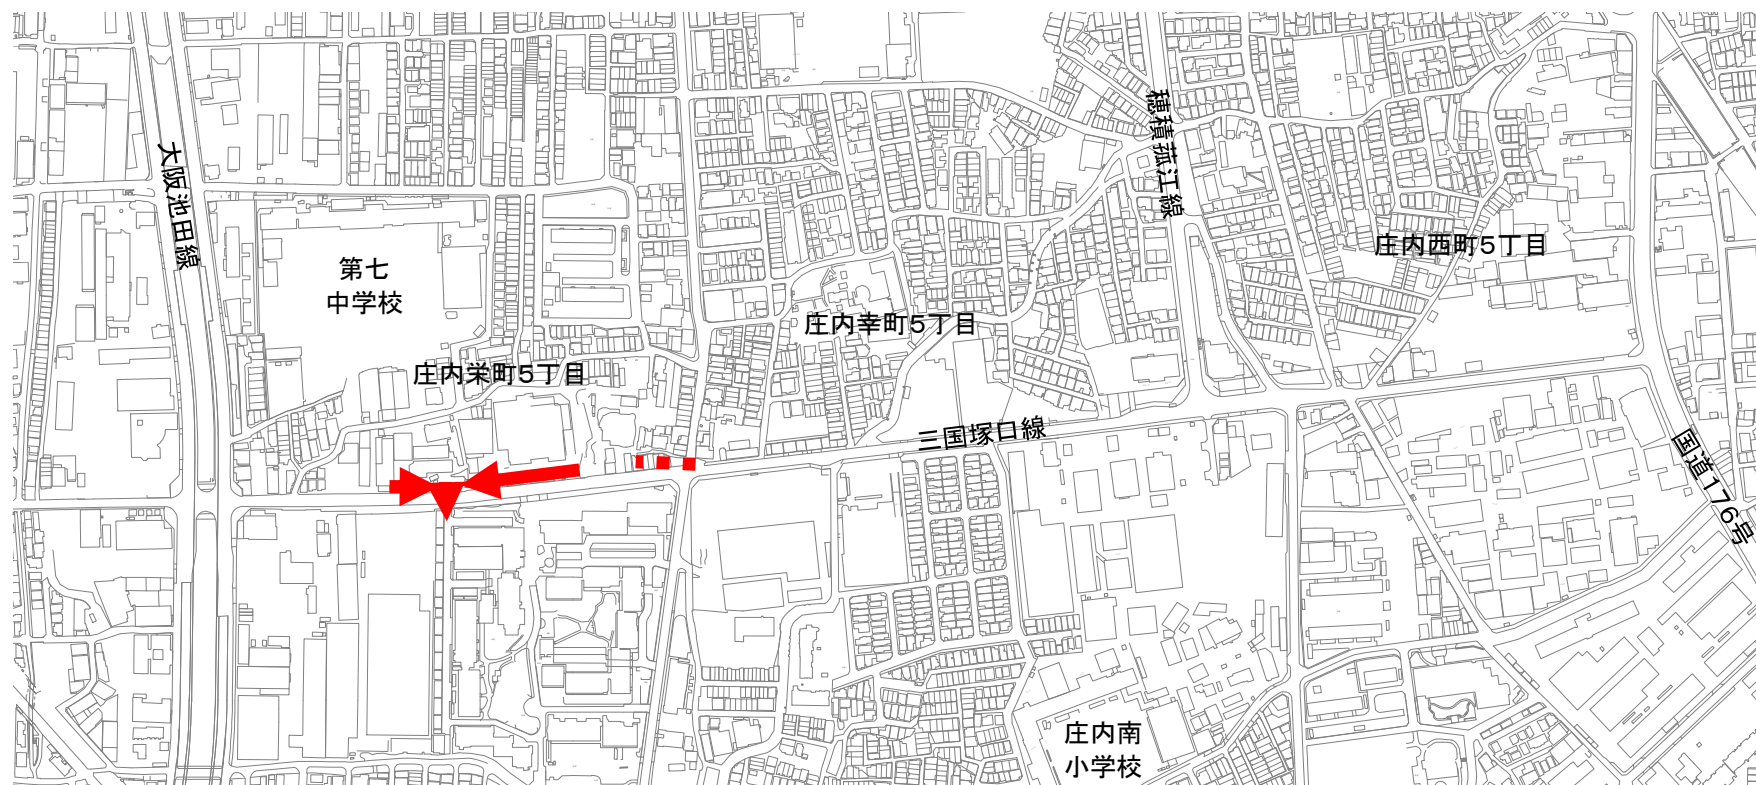 穂積菰江線
大阪池田線
庄内西町5丁目
第七
中学校
庄内幸町5丁目
庄内栄町5丁目
三国塚口線
国道176号
庄内南
小学校